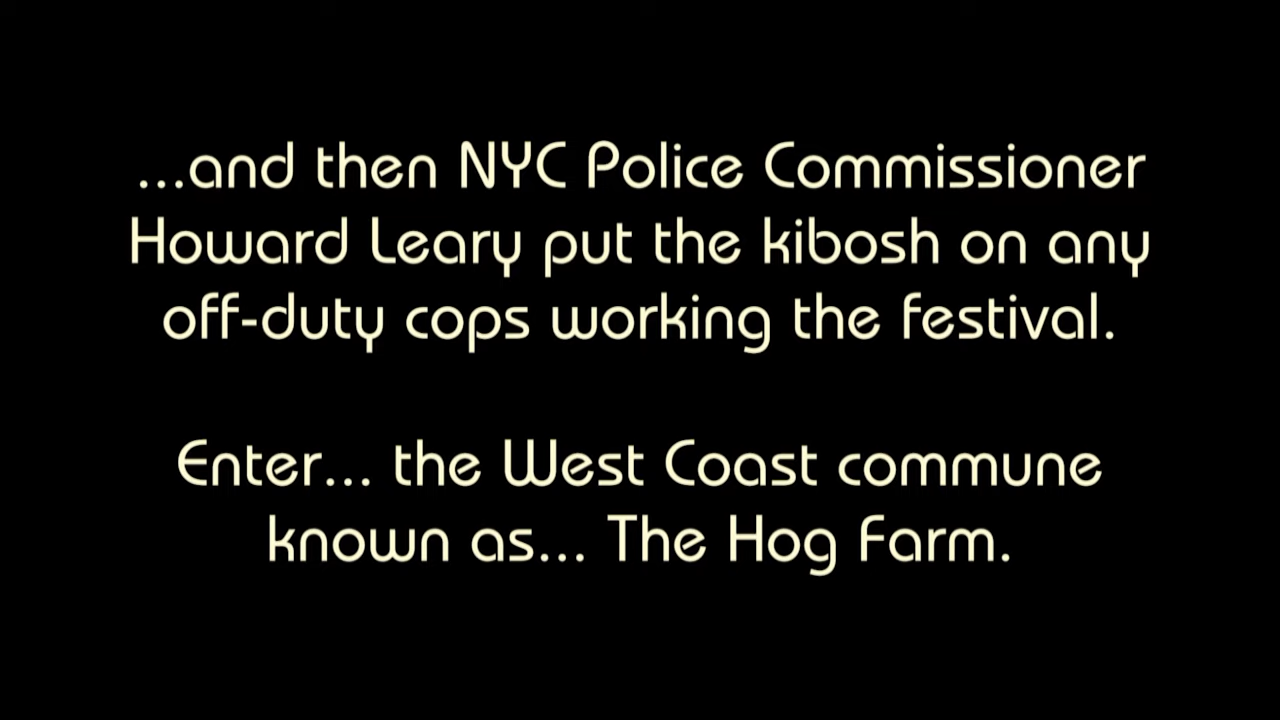 ...and then NYC Police Commissioner
Howard Leary put the kibosh on any
off-duty cops working the festival.
Enter... the West Coast commune
known as... The Hog Farm.